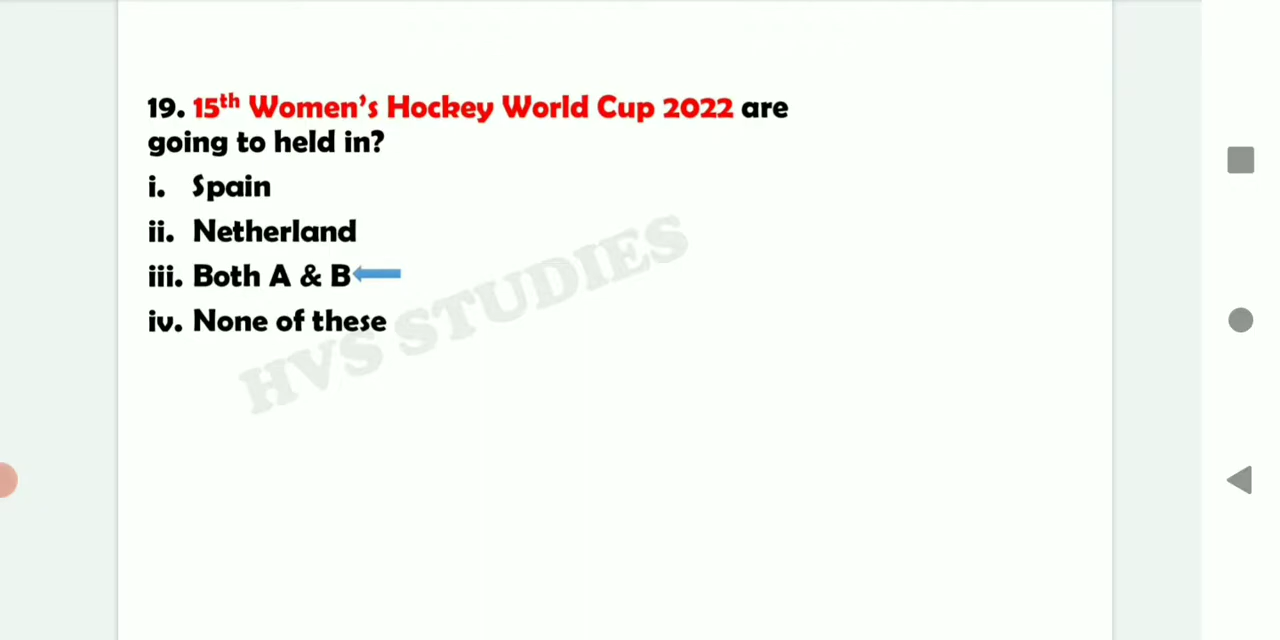 19. 15th Women's Hockey World Cup 2022 are
going to held in?
i. Spain
ii. Netherland
iii. Both A & B
iv. None of these
HVS STUDIES